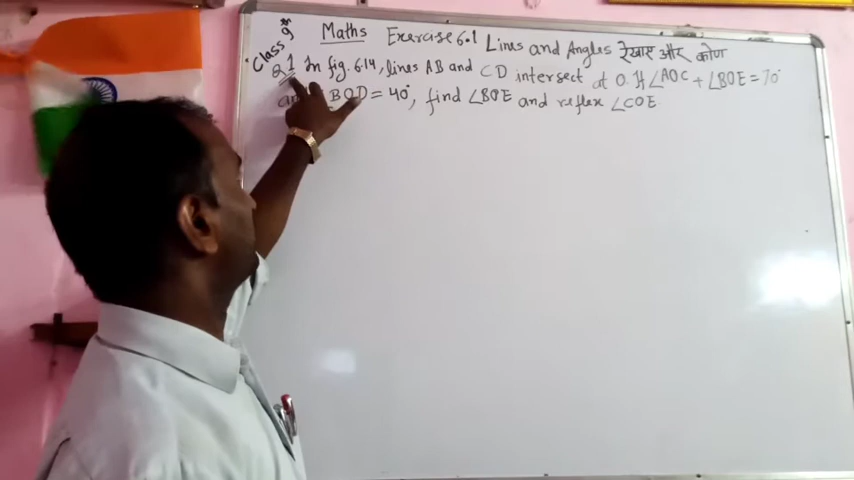 Class 9th Maths Exercise 6.1 Lines and Angles रेखाएं और कोण
Q.1 In fig. 6.14, lines AB and CD intersect at O. If ∠AOC + ∠BOE = 70°
BOD = 40°, find ∠BOE and reflex ∠COE.